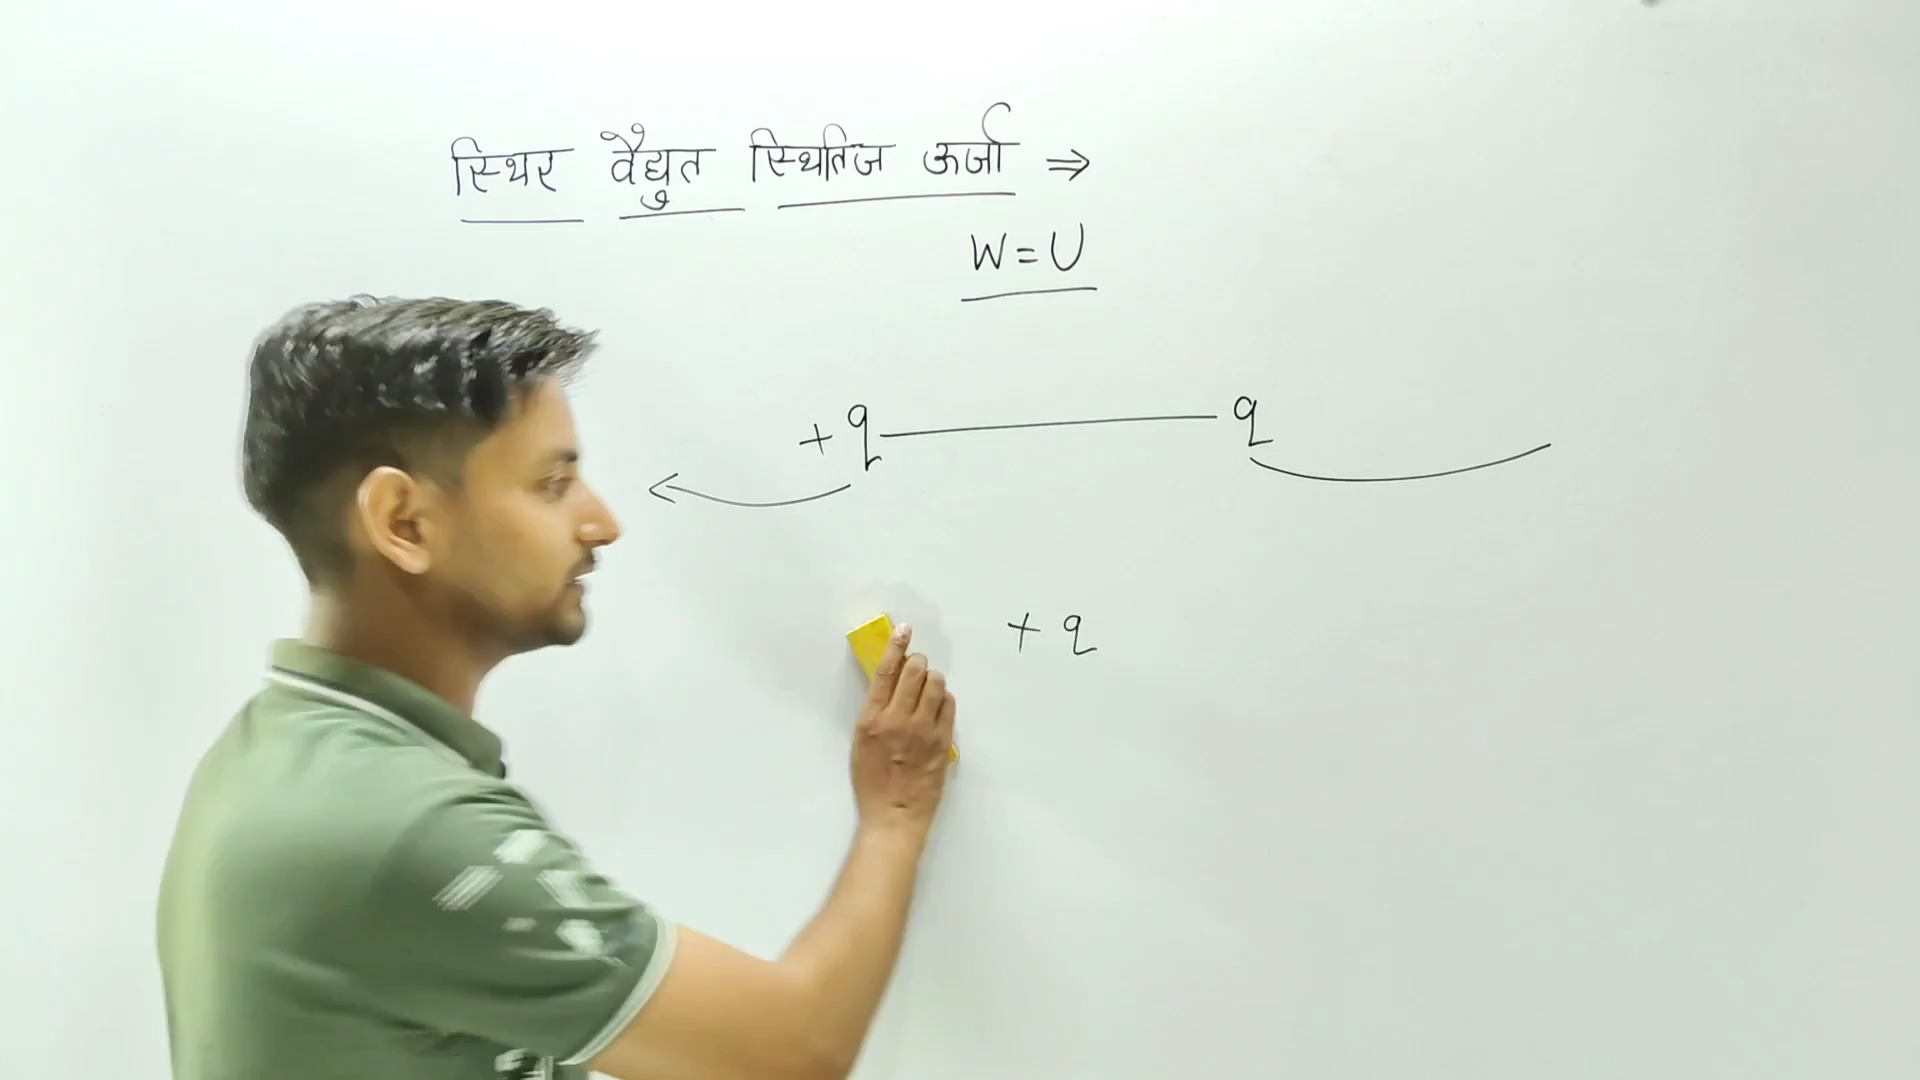 स्थिर वैद्युत स्थितिज ऊर्जा ⇒
W = U
+ q q
+ q